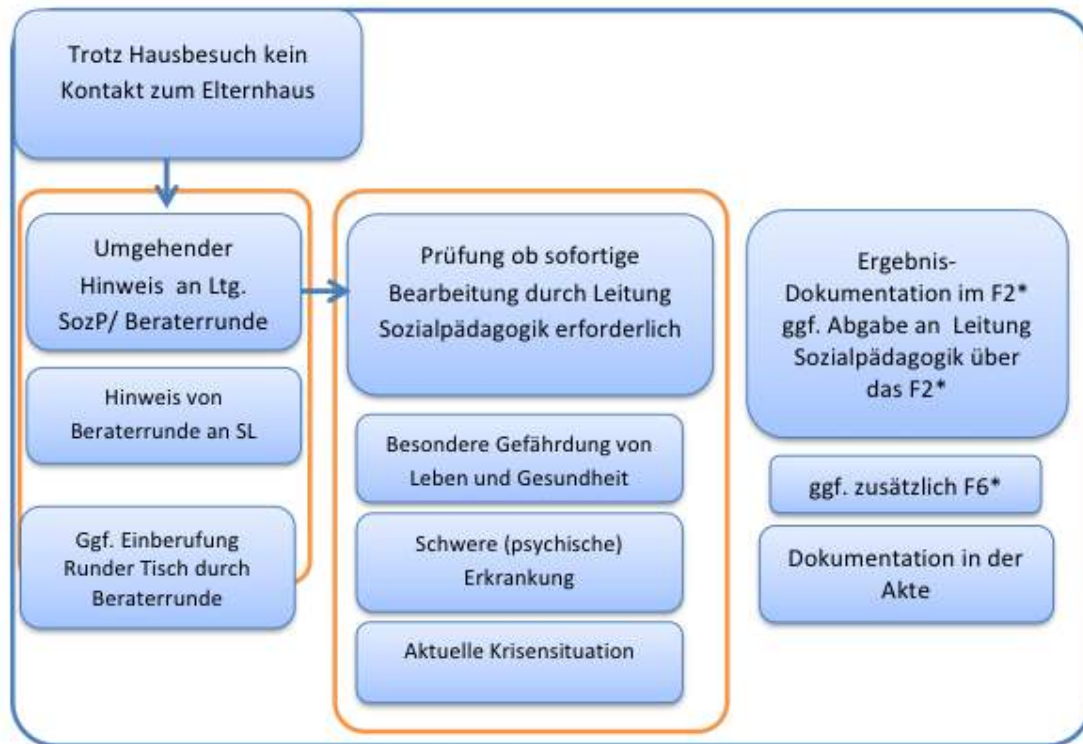 Trotz Hausbesuch kein
Kontakt zum Elternhaus
Umgehender
Hinweis an Ltg.
SozP/ Beraterrunde
Hinweis von
Beraterrunde an SL
Ggf. Einberufung
Runder Tisch durch
Beraterrunde
Prüfung ob sofortige
Bearbeitung durch Leitung
Sozialpädagogik erforderlich
Besondere Gefährdung von
Leben und Gesundheit
Schwere (psychische)
Erkrankung
Aktuelle Krisensituation
Ergebnis-
Dokumentation im F2*
ggf. Abgabe an Leitung
Sozialpädagogik über
das F2*
ggf. zusätzlich F6*
Dokumentation in der
Akte